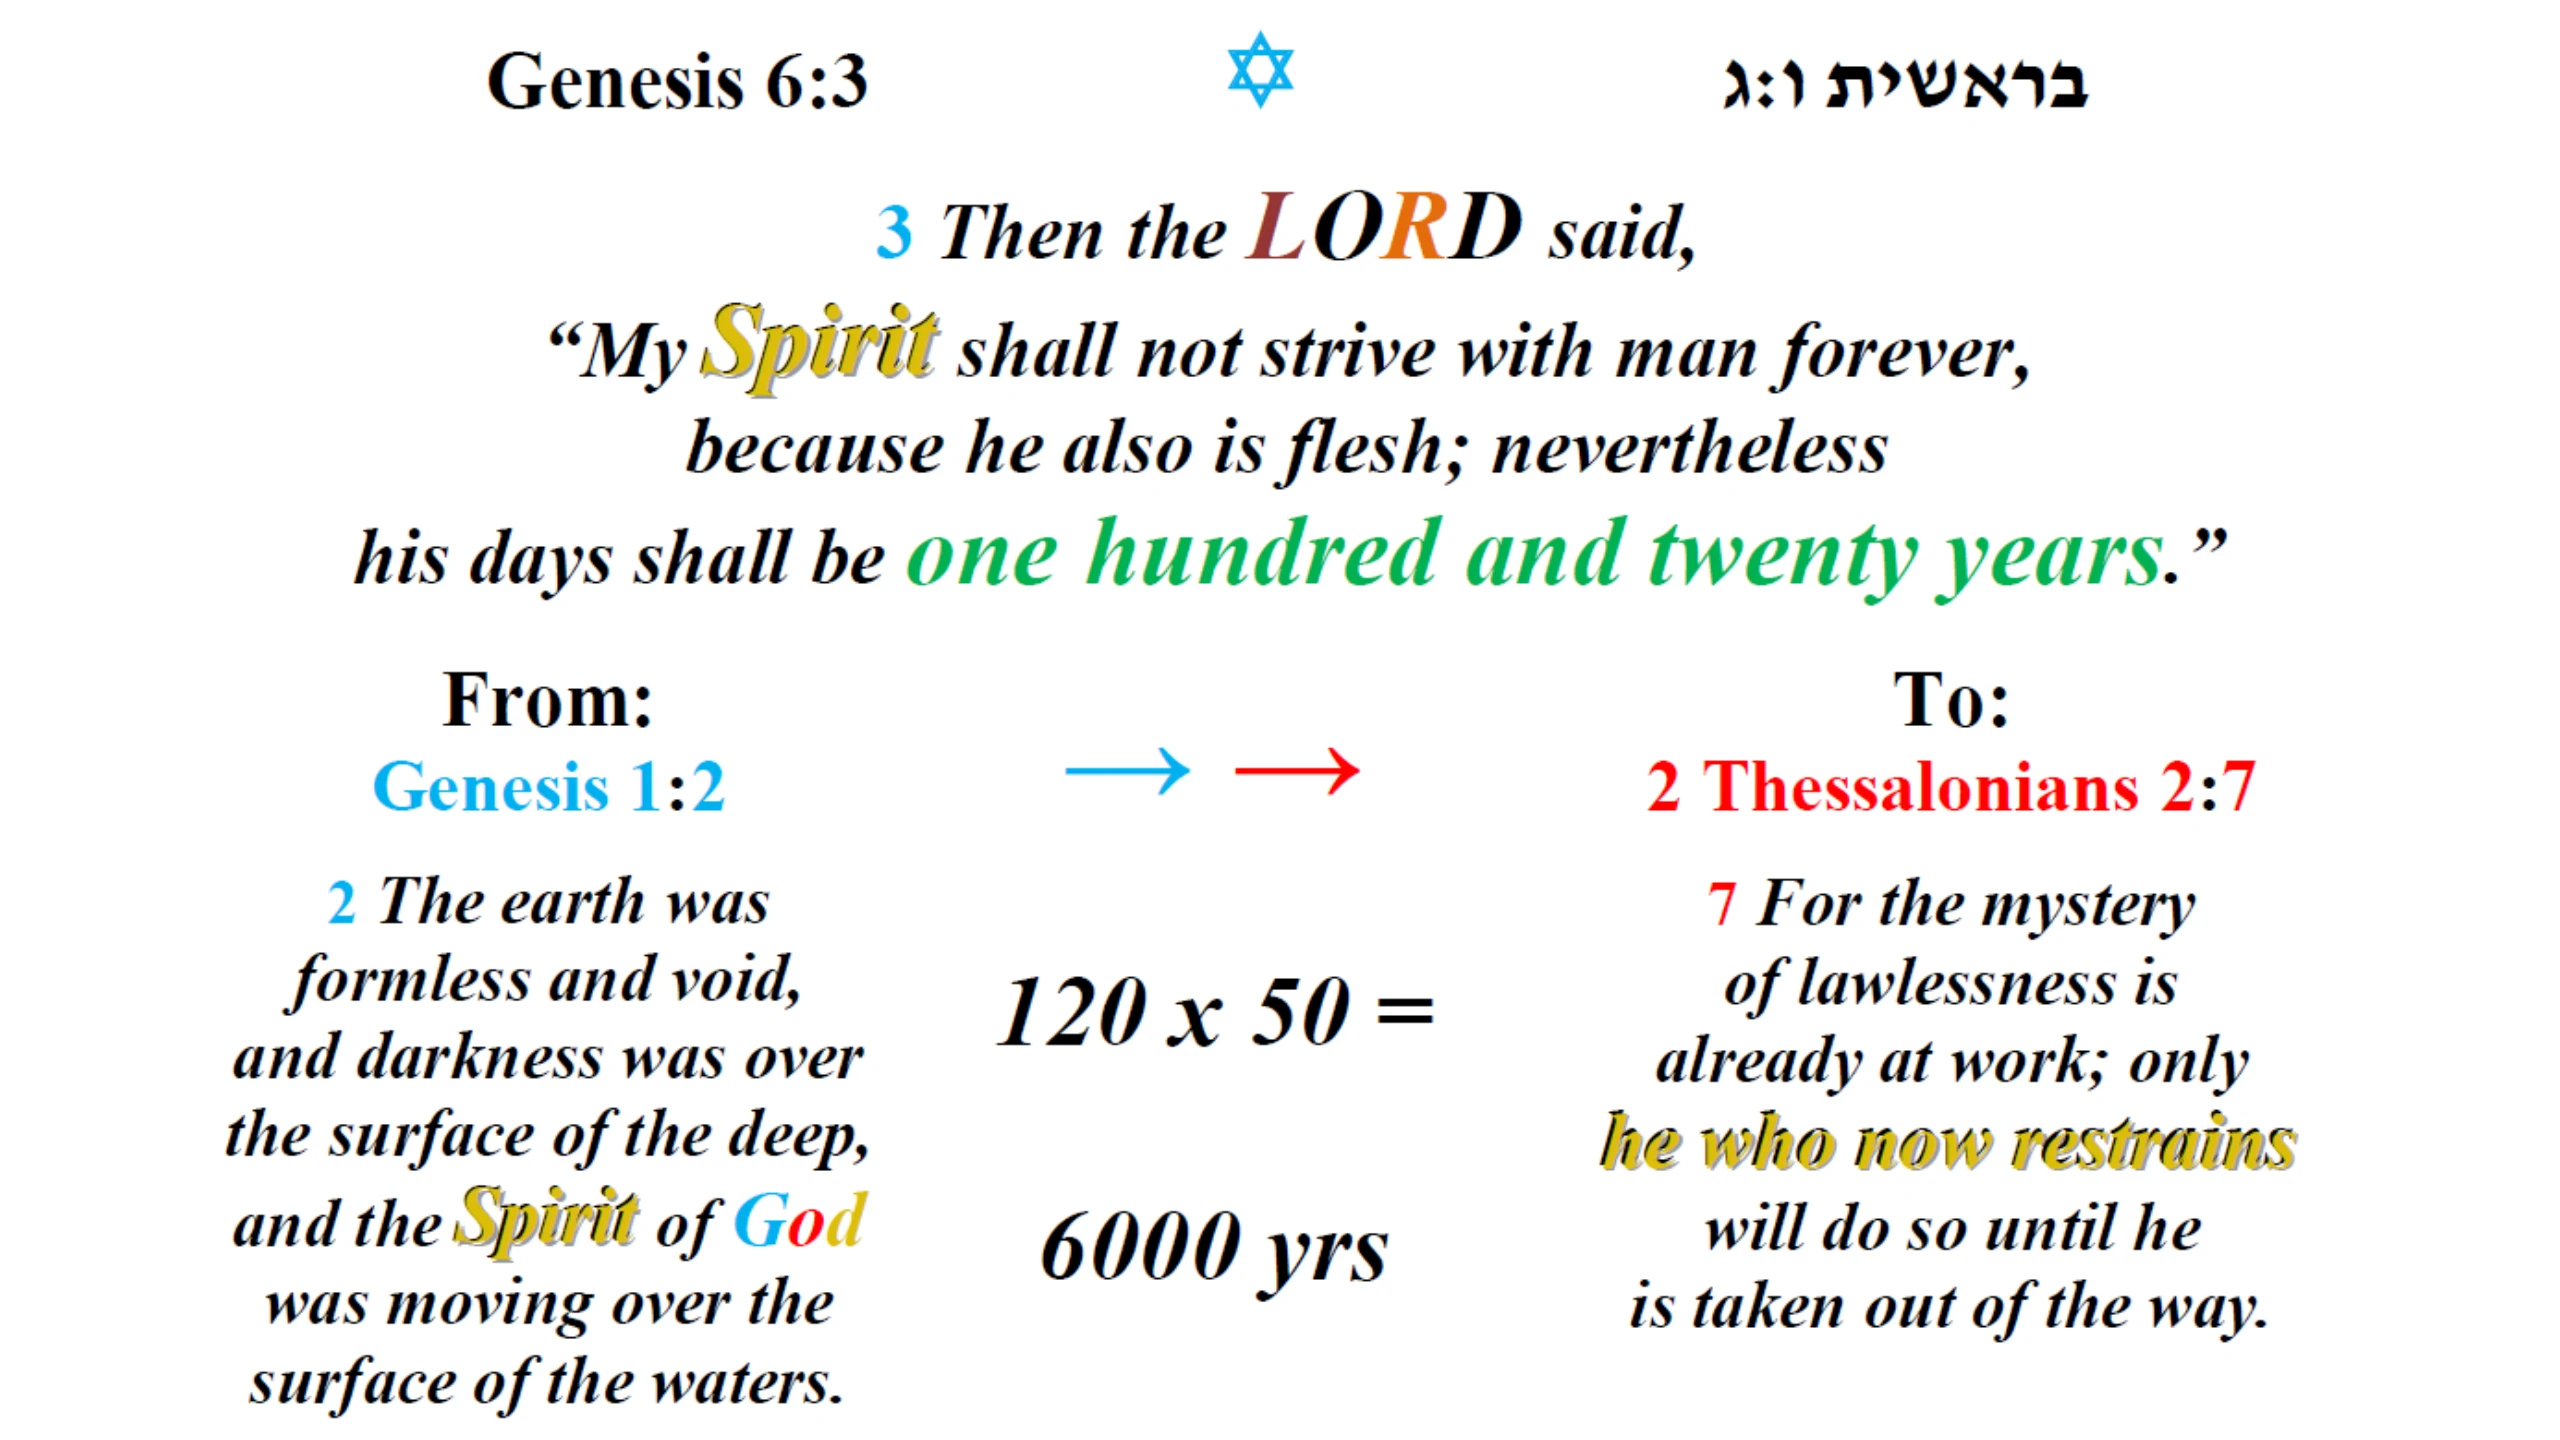 Genesis 6:3
בראשית ו:ג
3 Then the LORD said,
“My Spirit shall not strive with man forever,
because he also is flesh; nevertheless
his days shall be one hundred and twenty years.”
From:
Genesis 1:2
2 The earth was
formless and void,
and darkness was over
the surface of the deep,
and the Spirit of God
was moving over the
surface of the waters.
120 x 50 =
6000 yrs
To:
2 Thessalonians 2:7
7 For the mystery
of lawlessness is
already at work; only
he who now restrains
will do so until he
is taken out of the way.